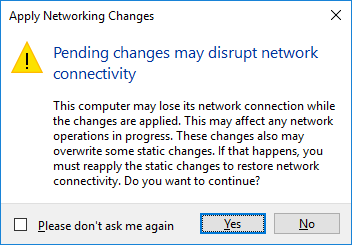 Apply Networking Changes
Pending changes may disrupt network
connectivity
This computer may lose its network connection while
the changes are applied. This may affect any network
operations in progress. These changes also may
overwrite some static changes. If that happens, you
must reapply the static changes to restore network
connectivity. Do you want to continue?
Please don't ask me again
Yes
No